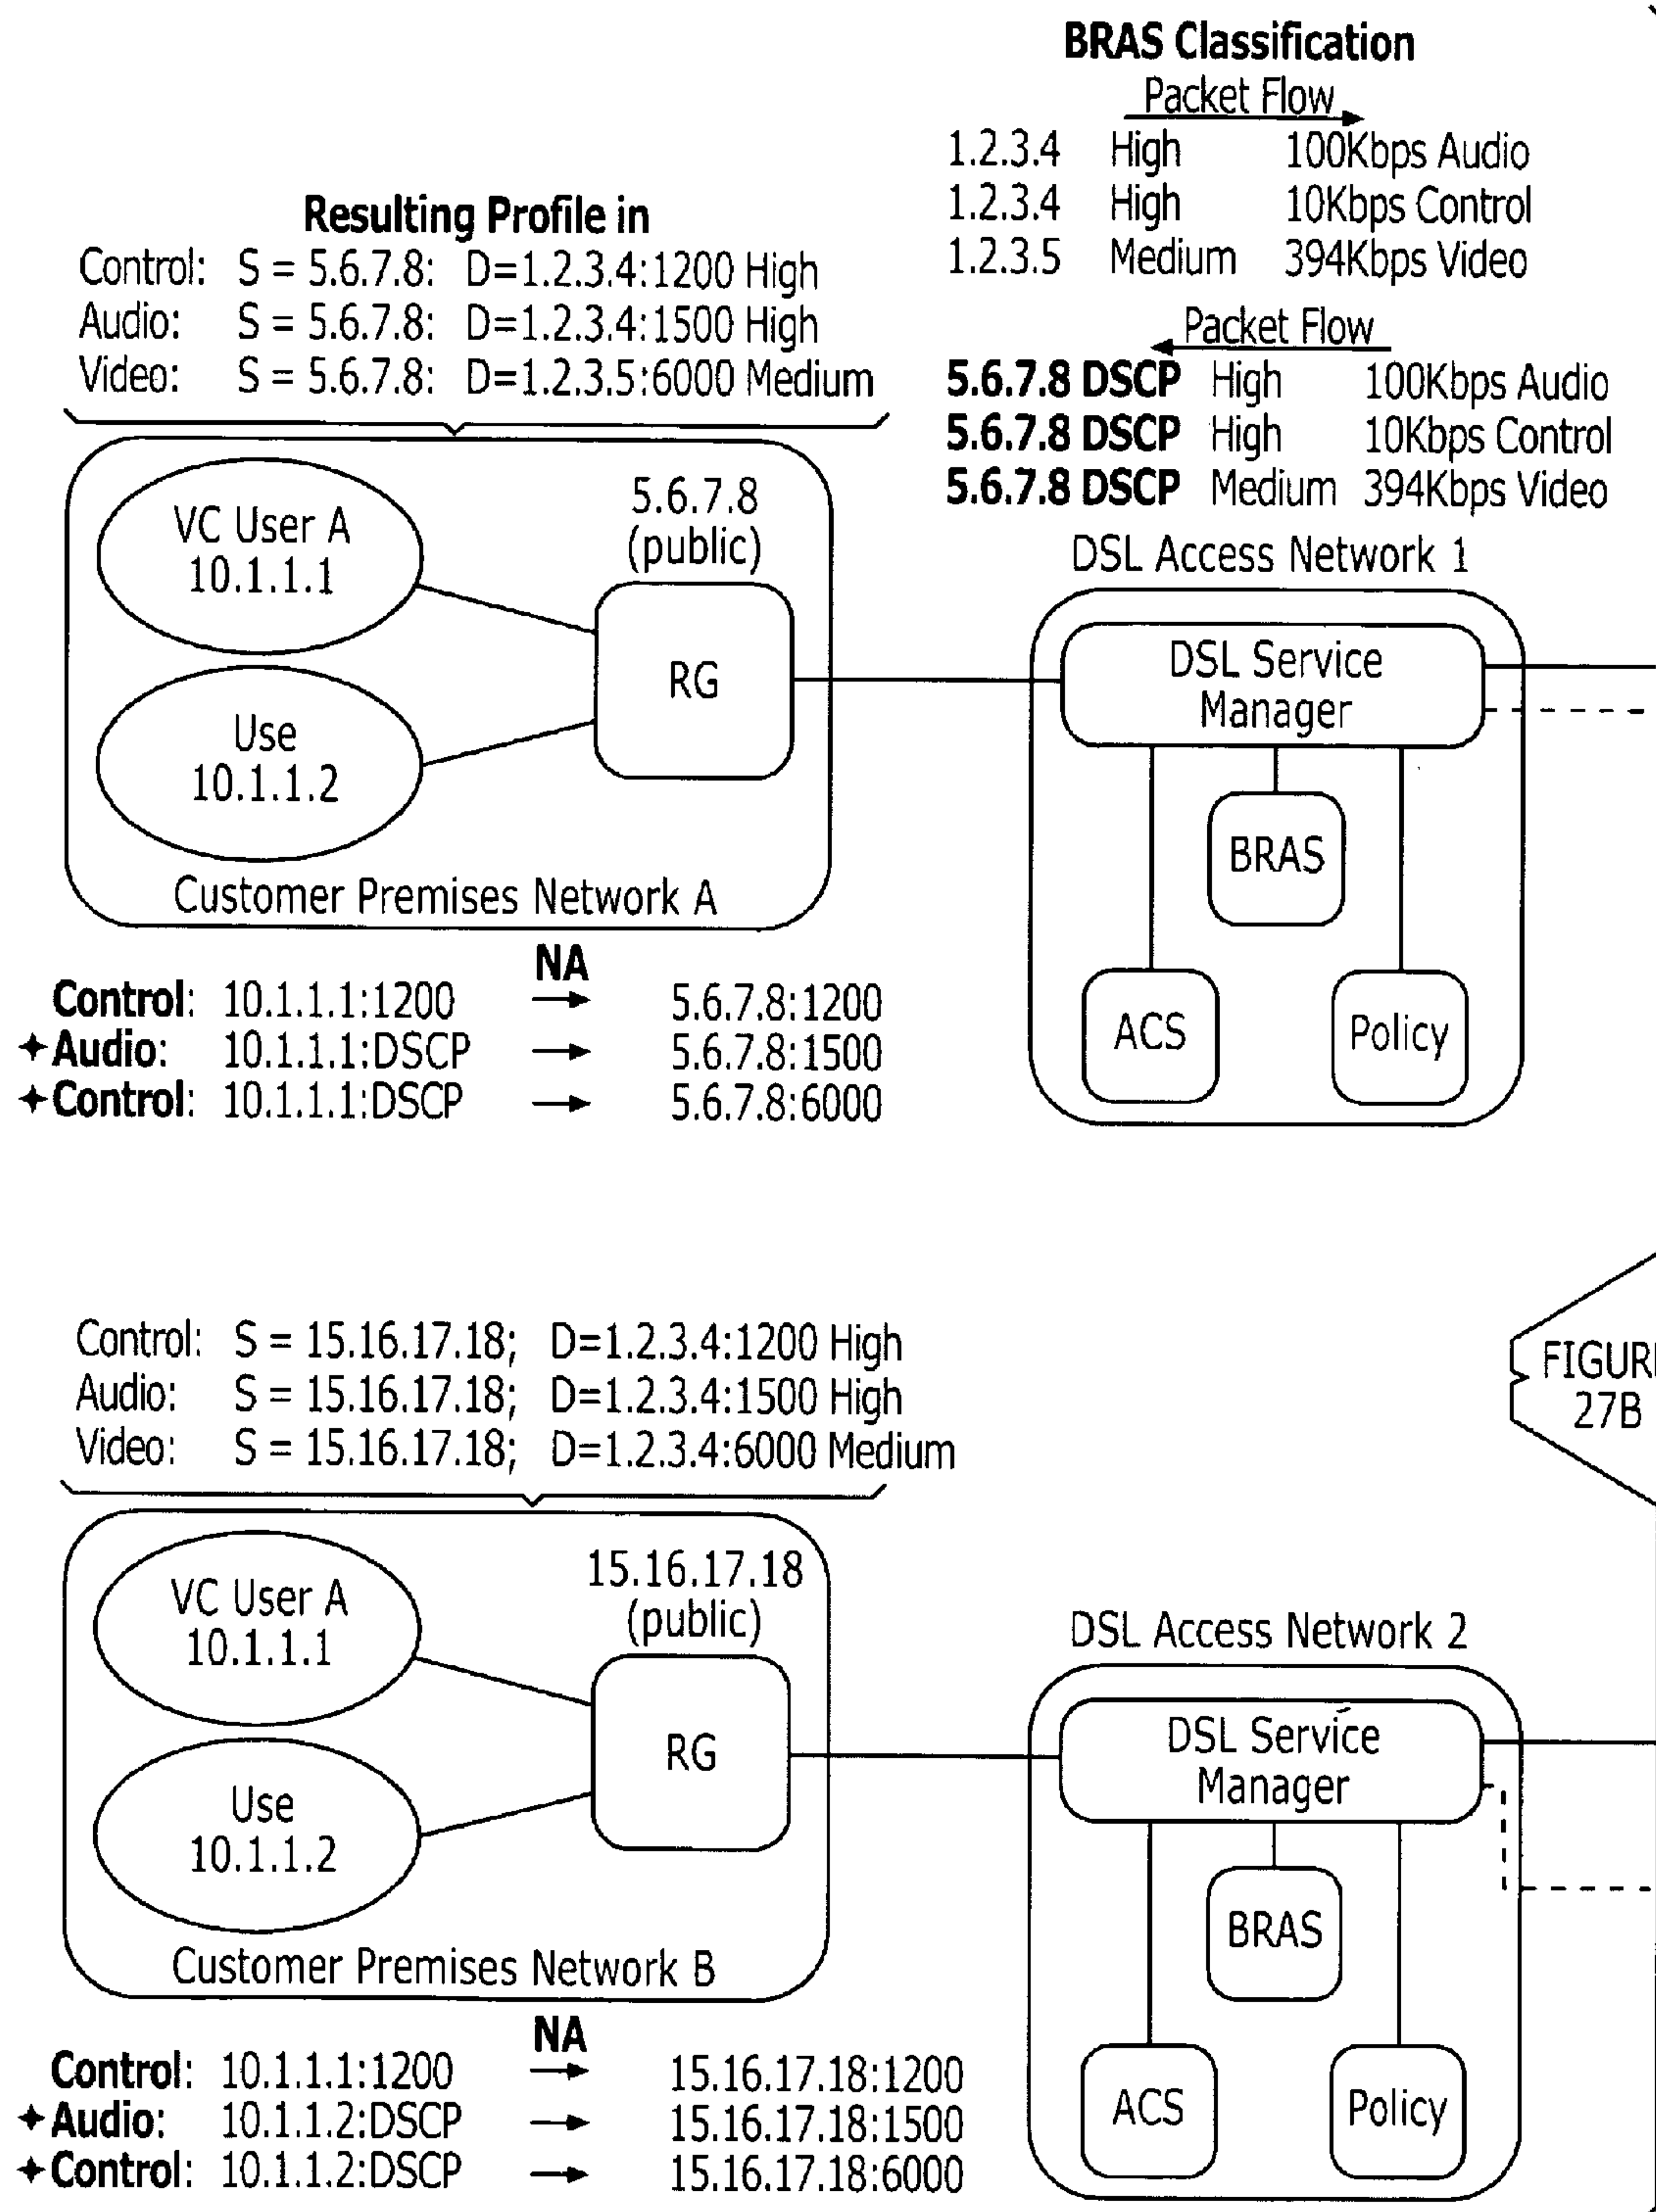 BRAS Classification
Packet Flow
1.2.3.4 High 100Kbps Audio
1.2.3.4 High 10Kbps Control
1.2.3.5 Medium 394Kbps Video
Packet Flow
5.6.7.8 DSCP High 100Kbps Audio
5.6.7.8 DSCP High 10Kbps Control
5.6.7.8 DSCP Medium 394Kbps Video
Resulting Profile in
Control: S = 5.6.7.8: D=1.2.3.4:1200 High
Audio: S = 5.6.7.8: D=1.2.3.4:1500 High
Video: S = 5.6.7.8: D=1.2.3.5:6000 Medium
VC User A
10.1.1.1
Use
10.1.1.2
5.6.7.8
(public)
RG
Customer Premises Network A
DSL Access Network 1
DSL Service
Manager
BRAS
ACS
Policy
NA
Control: 10.1.1.1:1200 → 5.6.7.8:1200
✦Audio: 10.1.1.1:DSCP → 5.6.7.8:1500
✦Control: 10.1.1.1:DSCP → 5.6.7.8:6000
FIGUR
27B
Control: S = 15.16.17.18; D=1.2.3.4:1200 High
Audio: S = 15.16.17.18; D=1.2.3.4:1500 High
Video: S = 15.16.17.18; D=1.2.3.4:6000 Medium
VC User A
10.1.1.1
Use
10.1.1.2
15.16.17.18
(public)
RG
Customer Premises Network B
DSL Access Network 2
DSL Service
Manager
BRAS
ACS
Policy
NA
Control: 10.1.1.1:1200 → 15.16.17.18:1200
✦Audio: 10.1.1.2:DSCP → 15.16.17.18:1500
✦Control: 10.1.1.2:DSCP → 15.16.17.18:6000